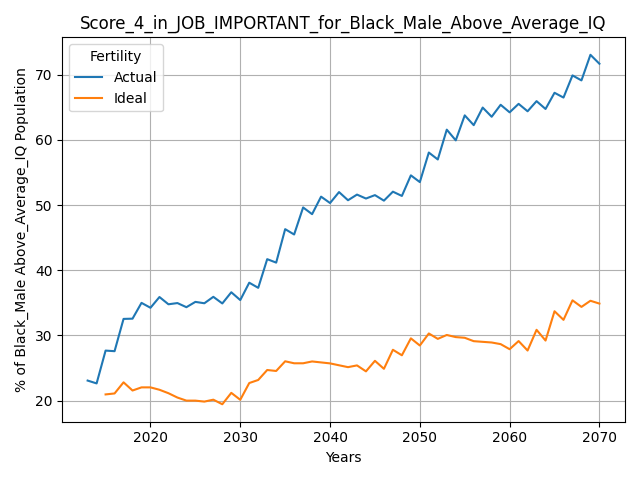 Score_4_in_JOB_IMPORTANT_for_Black_Male_Above_Average_IQ
Fertility
Actual
Ideal
% of Black_Male Above_Average_IQ Population
70
60
50
40
30
20
2020 2030 2040 2050 2060 2070
Years